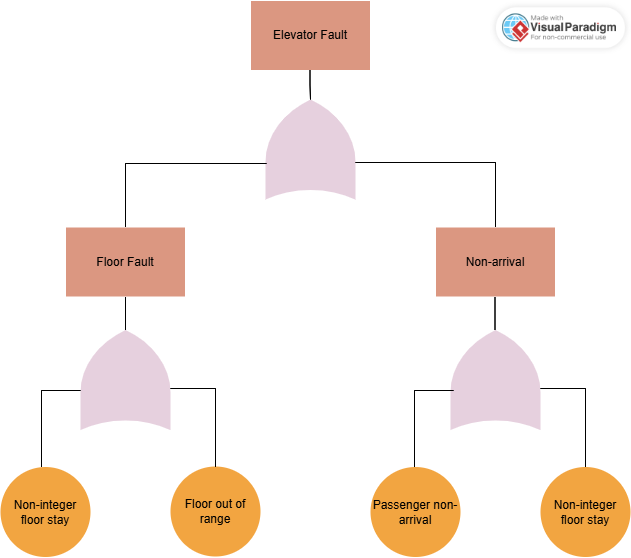 Elevator Fault
Made with
Visual Paradigm
For non-commercial use
Floor Fault
Non-arrival
Non-integer
floor stay
Floor out of
range
Passenger non-
arrival
Non-integer
floor stay